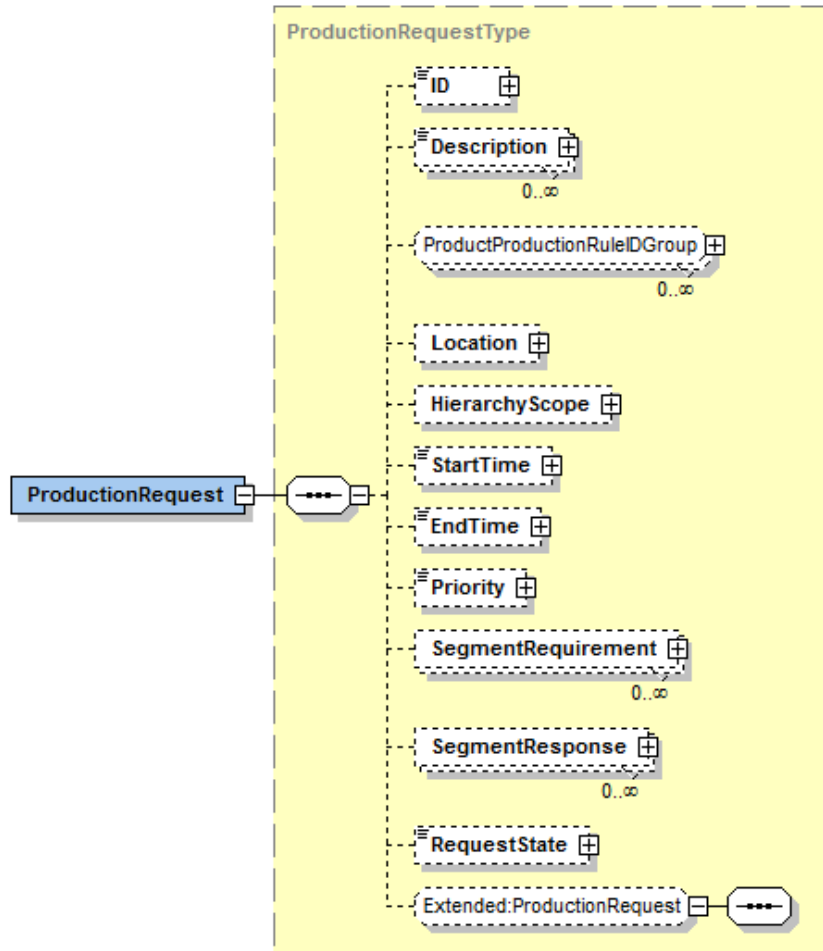 ProductionRequestType
ID
Description
0..∞
ProductProductionRuleIDGroup
0..∞
Location
HierarchyScope
StartTime
ProductionRequest
EndTime
Priority
SegmentRequirement
0..∞
SegmentResponse
0..∞
RequestState
Extended:ProductionRequest